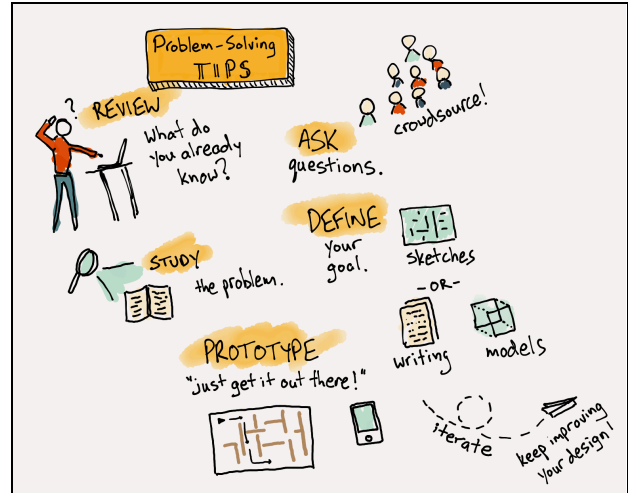 Problem-Solving
TIPS
?
REVIEW
What do
you already
know?
ASK
questions.
crowdsource!
STUDY
the problem.
DEFINE
your
goal.
sketches
-OR-
writing
models
PROTOTYPE
"just get it out there!"
iterate
keep improving
your design!